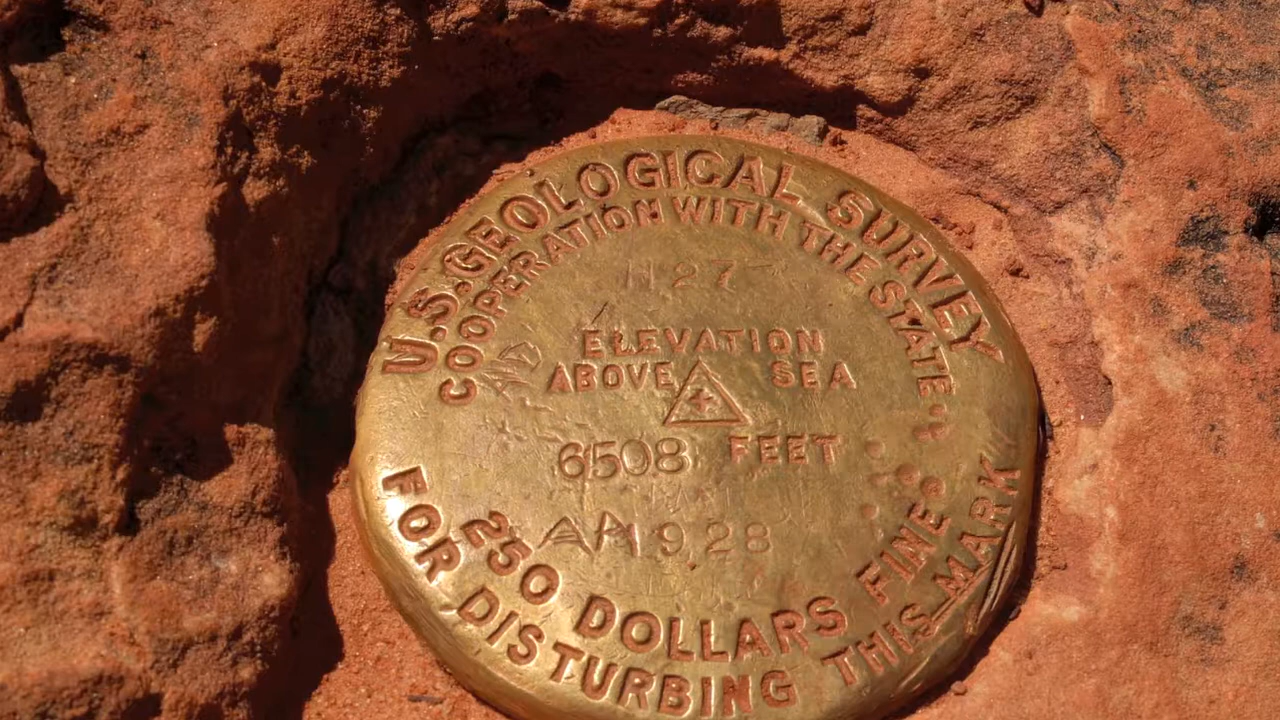 U.S. GEOLOGICAL SURVEY
COOPERATION WITH THE STATE
H 27
ELEVATION
ABOVE SEA
6508 FEET
1928
250 DOLLARS FINE
FOR DISTURBING THIS MARK